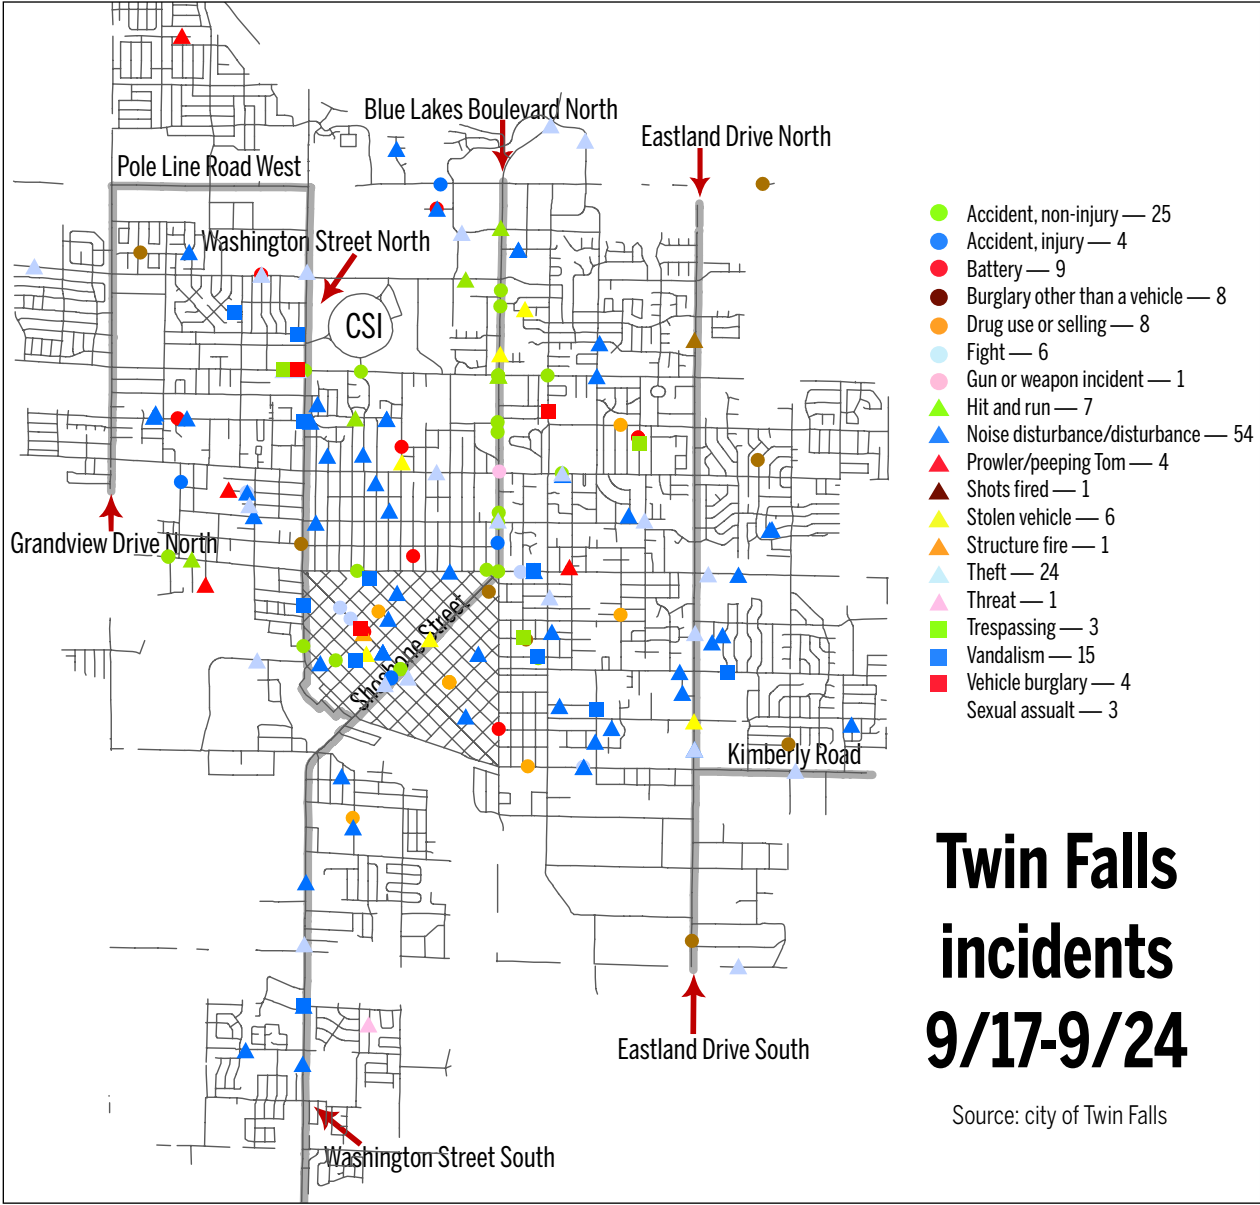 Blue Lakes Boulevard North
Eastland Drive North
Pole Line Road West
Washington Street North
CSI
Grandview Drive North
Shoshone Street
Kimberly Road
Eastland Drive South
Washington Street South
Accident, non-injury — 25
Accident, injury — 4
Battery — 9
Burglary other than a vehicle — 8
Drug use or selling — 8
Fight — 6
Gun or weapon incident — 1
Hit and run — 7
Noise disturbance/disturbance — 54
Prowler/peeping Tom — 4
Shots fired — 1
Stolen vehicle — 6
Structure fire — 1
Theft — 24
Threat — 1
Trespassing — 3
Vandalism — 15
Vehicle burglary — 4
Sexual assualt — 3
Twin Falls
incidents
9/17-9/24
Source: city of Twin Falls